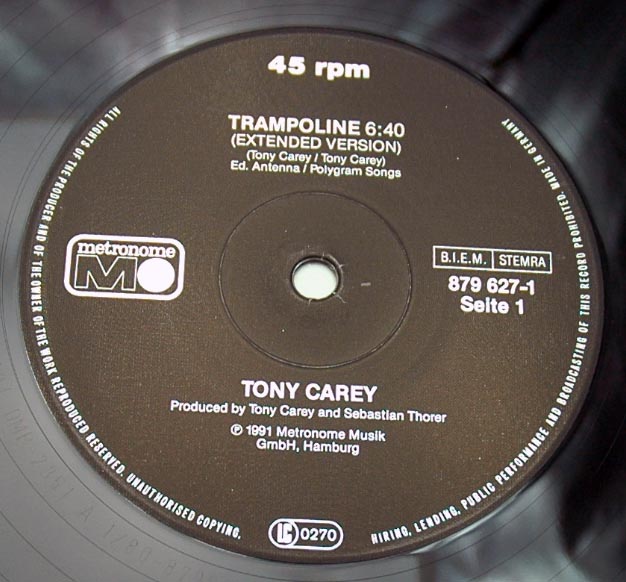 45 rpm
TRAMPOLINE 6:40
(EXTENDED VERSION)
(Tony Carey / Tony Carey)
Ed. Antenna / Polygram Songs
metronome
B.I.E.M. STEMRA
879 627-1
Seite 1
TONY CAREY
Produced by Tony Carey and Sebastian Thorer
℗ 1991 Metronome Musik
GmbH, Hamburg
LC 0270
ALL RIGHTS OF THE PRODUCER AND OF THE OWNER OF THE WORK REPRODUCED RESERVED. UNAUTHORISED COPYING,
HIRING, LENDING, PUBLIC PERFORMANCE AND BROADCASTING OF THIS RECORD PROHIBITED. MADE IN GERMANY